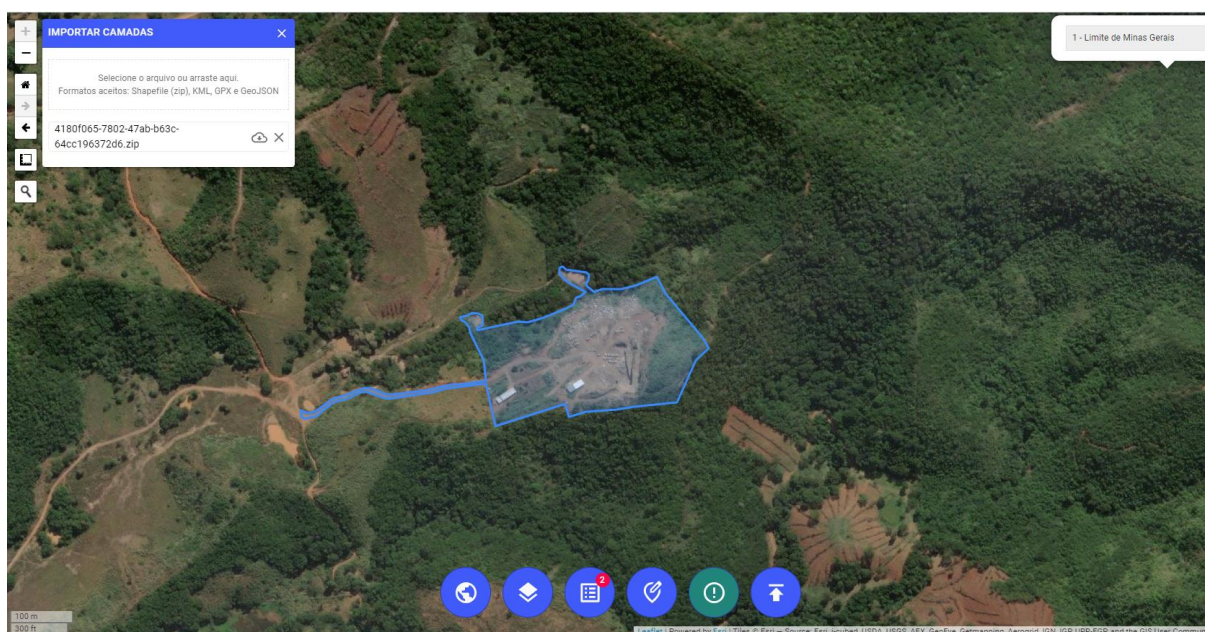 IMPORTAR CAMADAS
Selecione o arquivo ou arraste aqui.
Formatos aceitos: Shapefile (zip), KML, GPX e GeoJSON
4180f065-7802-47ab-b63c-
64cc196372d6.zip
1 - Limite de Minas Gerais
2
100 m
300 ft
Leaflet | Powered by Esri | Tiles © Esri — Source: Esri, i-cubed, USDA, USGS, AEX, GeoEye, Getmapping, Aerogrid, IGN, IGP, UPR-EGP, and the GIS User Commun